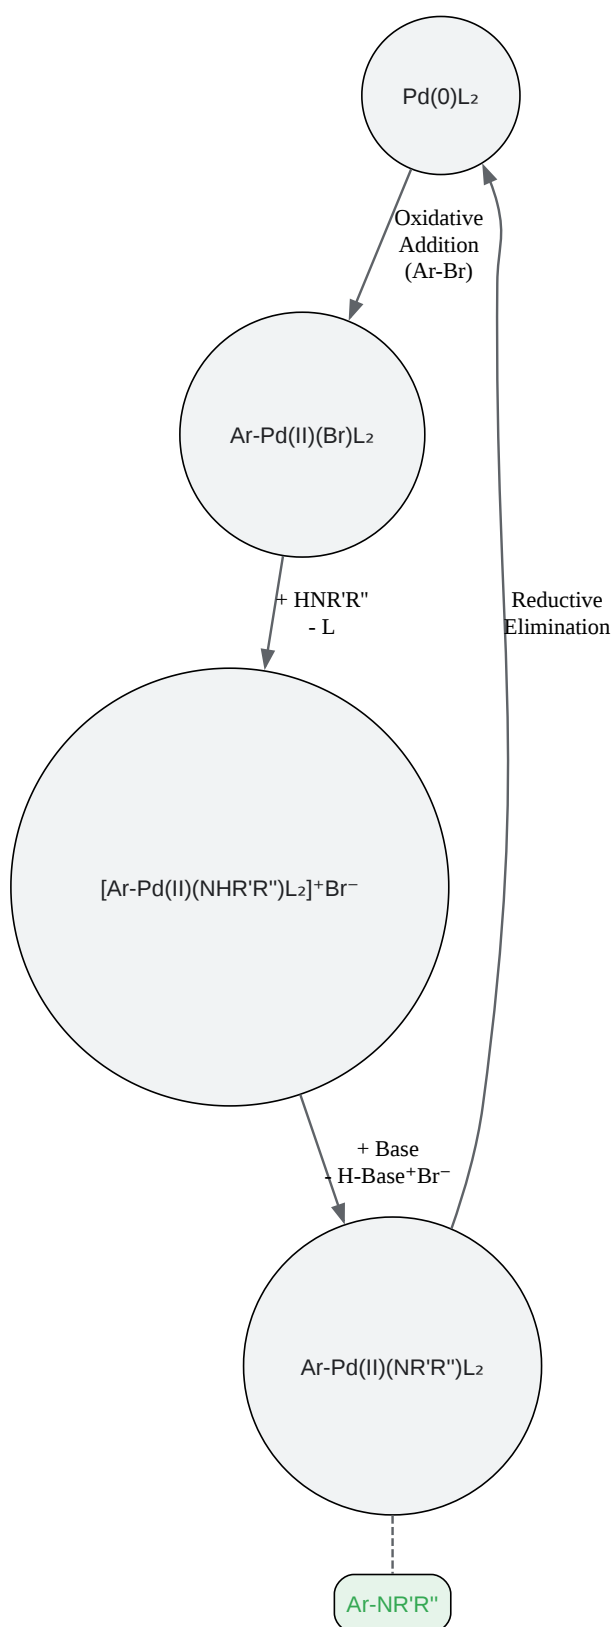 Pd(0)L₂
Oxidative
Addition
(Ar-Br)
Ar-Pd(II)(Br)L₂
+ HNR'R"
- L
Reductive
Elimination
[Ar-Pd(II)(NHR'R")L₂]⁺Br⁻
+ Base
- H-Base⁺Br⁻
Ar-Pd(II)(NR'R")L₂
Ar-NR'R"